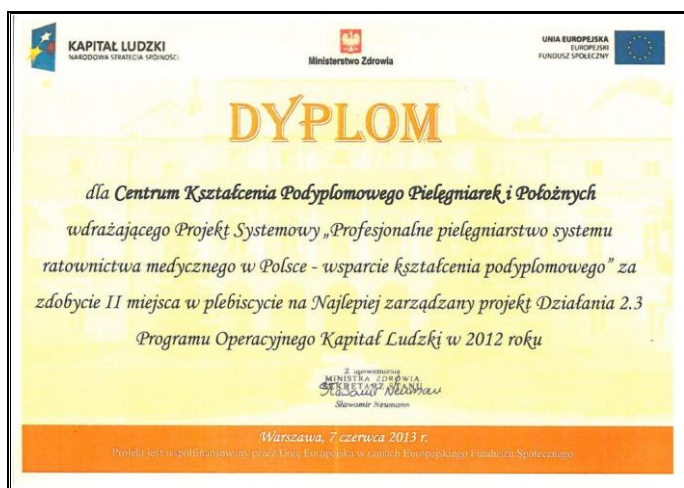 KAPITAŁ LUDZKI
NARODOWA STRATEGIA SPÓJNOŚCI
Ministerstwo Zdrowia
UNIA EUROPEJSKA
EUROPEJSKI
FUNDUSZ SPOŁECZNY
DYPLOM
dla Centrum Kształcenia Podyplomowego Pielęgniarek i Położnych
wdrażającego Projekt Systemowy „Profesjonalne pielęgniarstwo systemu
ratownictwa medycznego w Polsce - wsparcie kształcenia podyplomowego” za
zdobycie II miejsca w plebiscycie na Najlepiej zarządzany projekt Działania 2.3
Programu Operacyjnego Kapitał Ludzki w 2012 roku
Z upoważnienia
MINISTRA ZDROWIA
SEKRETARZ STANU
Sławomir Neumann
Sławomir Neumann
Warszawa, 7 czerwca 2013 r.
Projekt jest współfinansowany przez Unię Europejską w ramach Europejskiego Funduszu Społecznego